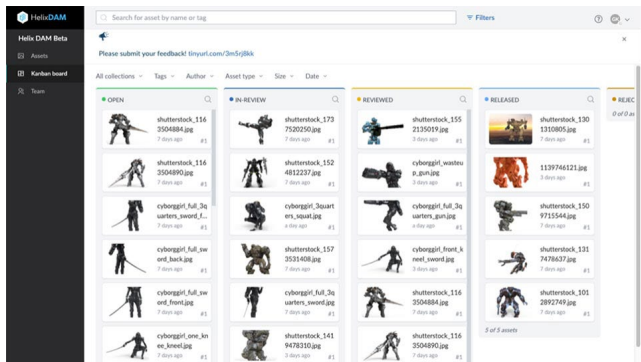 HelixDAM
Search for asset by name or tag
Filters
Helix DAM Beta
Assets
Kanban board
Team
Please submit your feedback! tinyurl.com/3m5rj8kk
All collections
Tags
Author
Asset type
Size
Date
OPEN
shutterstock_116
3504884.jpg
7 days ago #1
shutterstock_116
3504890.jpg
7 days ago #1
cyborggirl_full_3q
uarters_sword_f...
7 days ago #1
cyborggirl_full_sw
ord_back.jpg
7 days ago #1
cyborggirl_full_sw
ord_front.jpg
7 days ago #1
cyborggirl_one_kn
ee_kneel.jpg
7 days ago #1
IN-REVIEW
shutterstock_173
7520250.jpg
7 days ago #1
shutterstock_152
4812237.jpg
7 days ago #1
cyborggirl_3quart
ers_squat.jpg
a day ago #1
shutterstock_157
3531408.jpg
7 days ago #1
cyborggirl_full_3q
uarters_sword.jpg
7 days ago #1
shutterstock_141
9478310.jpg
3 days ago #1
REVIEWED
shutterstock_155
2135019.jpg
3 days ago #1
cyborggirl_wasteu
p_gun.jpg
3 days ago #1
cyborggirl_full_3q
uarters_gun.jpg
a day ago #1
cyborggirl_front_k
neel_sword.jpg
3 days ago #1
shutterstock_116
3504884.jpg
7 days ago #1
shutterstock_116
3504890.jpg
7 days ago #1
RELEASED
shutterstock_130
1310805.jpg
7 days ago #1
1139746121.jpg
3 days ago #1
shutterstock_150
9715544.jpg
7 days ago #1
shutterstock_131
7478637.jpg
7 days ago #1
shutterstock_101
2892749.jpg
7 days ago #1
5 of 5 assets
REJEC
0 of 0 as